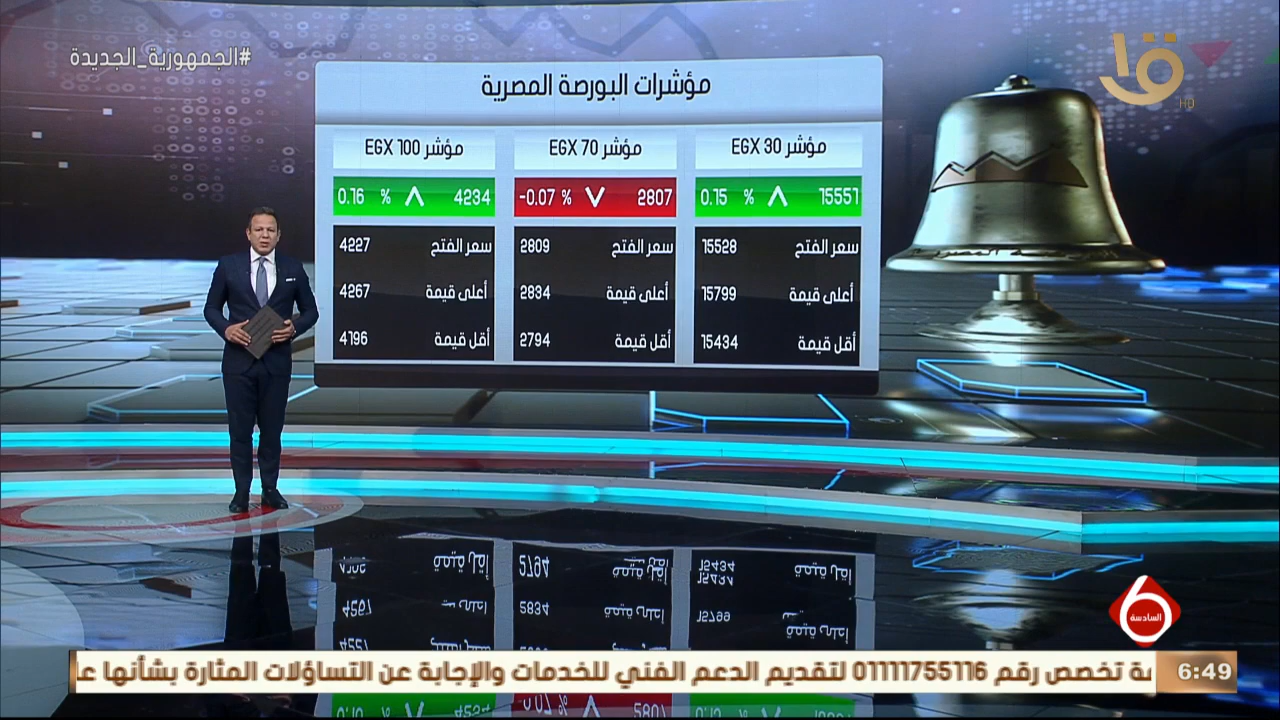 #الجمهورية_الجديدة
HD
مؤشرات البورصة المصرية
مؤشر EGX 30
15551 % 0.15
سعر الفتح 15528
أعلى قيمة 15799
أقل قيمة 15434
مؤشر EGX 70
2807 % -0.07
سعر الفتح 2809
أعلى قيمة 2834
أقل قيمة 2794
مؤشر EGX 100
4234 % 0.16
سعر الفتح 4227
أعلى قيمة 4267
أقل قيمة 4196
السادسة
تخصص رقم 01111755116 لتقديم الدعم الفني للخدمات والإجابة عن التساؤلات المثارة بشأنها
6:49